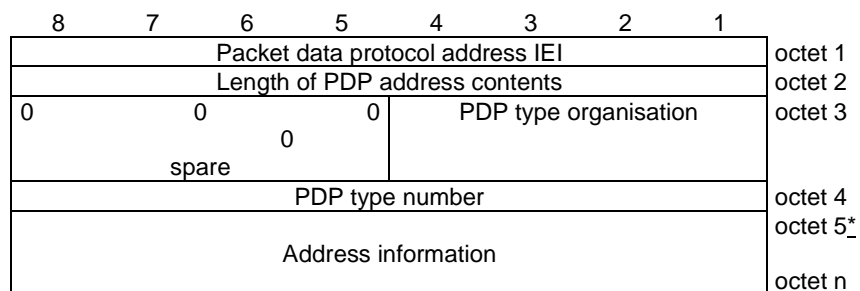 8 7 6 5 4 3 2 1
Packet data protocol address IEI octet 1
Length of PDP address contents octet 2
0 0 0 PDP type organisation octet 3
0
spare
PDP type number octet 4
octet 5*
Address information
octet n